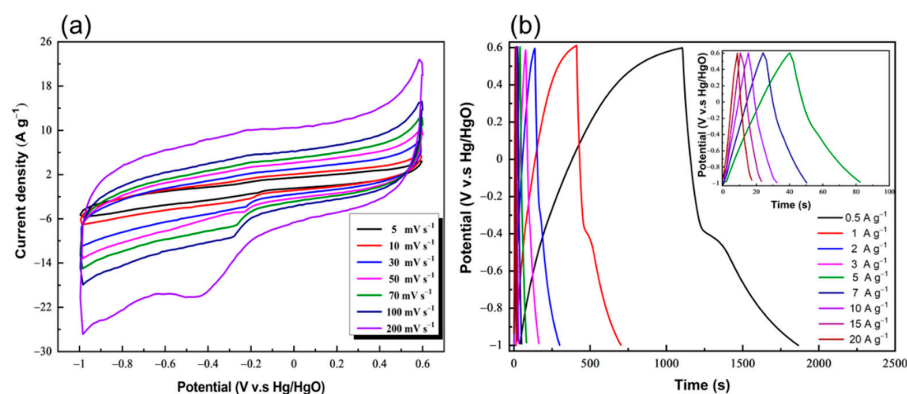 (a)
26
18
10
2
-6
-14
-22
-30
Current density (A g⁻¹)
5 mV s⁻¹
10 mV s⁻¹
30 mV s⁻¹
50 mV s⁻¹
70 mV s⁻¹
100 mV s⁻¹
200 mV s⁻¹
-1 -0.8 -0.6 -0.4 -0.2 0 0.2 0.4 0.6
Potential (V v.s Hg/HgO)
(b)
0.6
0.4
0.2
0
-0.2
-0.4
-0.6
-0.8
-1
Potential (V v.s Hg/HgO)
0.6
0.4
0.2
0
-0.2
-0.4
-0.6
-0.8
-1
Potential (V v.s Hg/HgO)
0 20 40 60 80 100
Time (s)
0.5 A g⁻¹
1 A g⁻¹
2 A g⁻¹
3 A g⁻¹
5 A g⁻¹
7 A g⁻¹
10 A g⁻¹
15 A g⁻¹
20 A g⁻¹
0 500 1000 1500 2000 2500
Time (s)